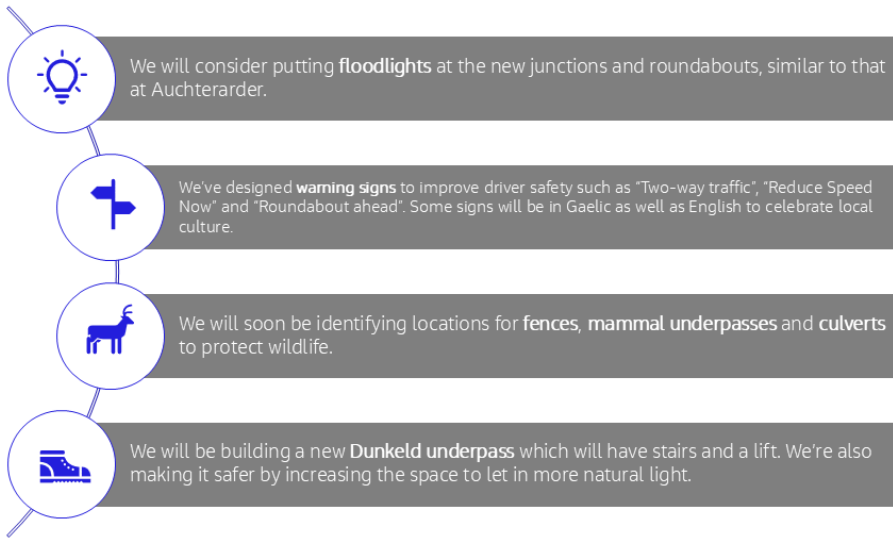 We will consider putting floodlights at the new junctions and roundabouts, similar to that
at Auchterarder.
We've designed warning signs to improve driver safety such as "Two-way traffic", "Reduce Speed
Now" and "Roundabout ahead". Some signs will be in Gaelic as well as English to celebrate local
culture.
We will soon be identifying locations for fences, mammal underpasses and culverts
to protect wildlife.
We will be building a new Dunkeld underpass which will have stairs and a lift. We're also
making it safer by increasing the space to let in more natural light.